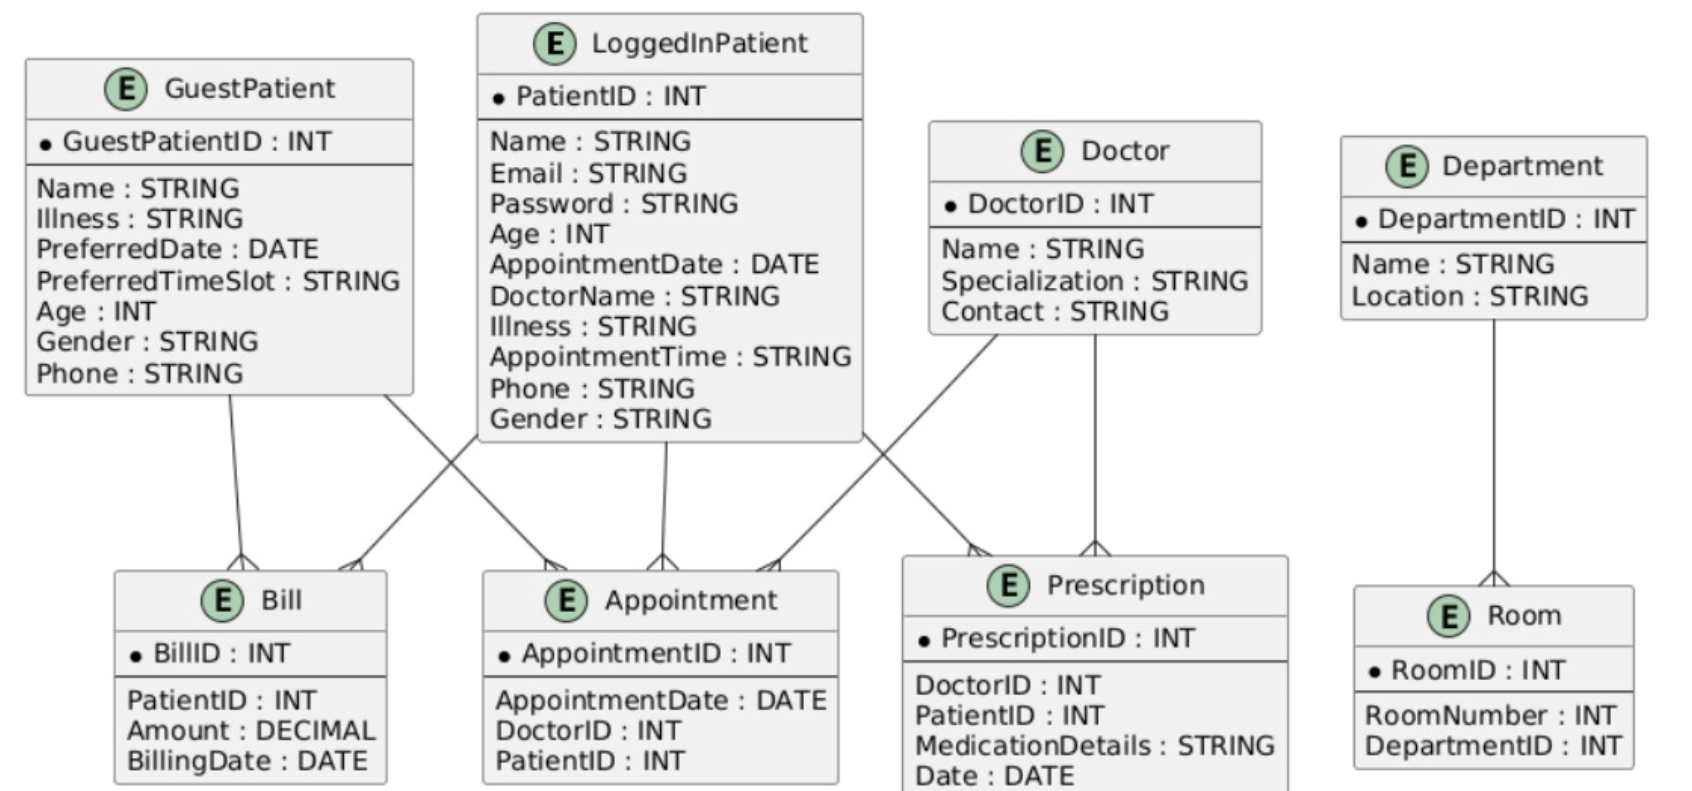 E GuestPatient
GuestPatientID : INT
Name : STRING
Illness : STRING
PreferredDate : DATE
PreferredTimeSlot : STRING
Age : INT
Gender : STRING
Phone : STRING
E LoggedInPatient
PatientID : INT
Name : STRING
Email : STRING
Password : STRING
Age : INT
AppointmentDate : DATE
DoctorName : STRING
Illness : STRING
AppointmentTime : STRING
Phone : STRING
Gender : STRING
E Doctor
DoctorID : INT
Name : STRING
Specialization : STRING
Contact : STRING
E Department
DepartmentID : INT
Name : STRING
Location : STRING
E Bill
BillID : INT
PatientID : INT
Amount : DECIMAL
BillingDate : DATE
E Appointment
AppointmentID : INT
AppointmentDate : DATE
DoctorID : INT
PatientID : INT
E Prescription
PrescriptionID : INT
DoctorID : INT
PatientID : INT
MedicationDetails : STRING
Date : DATE
E Room
RoomID : INT
RoomNumber : INT
DepartmentID : INT